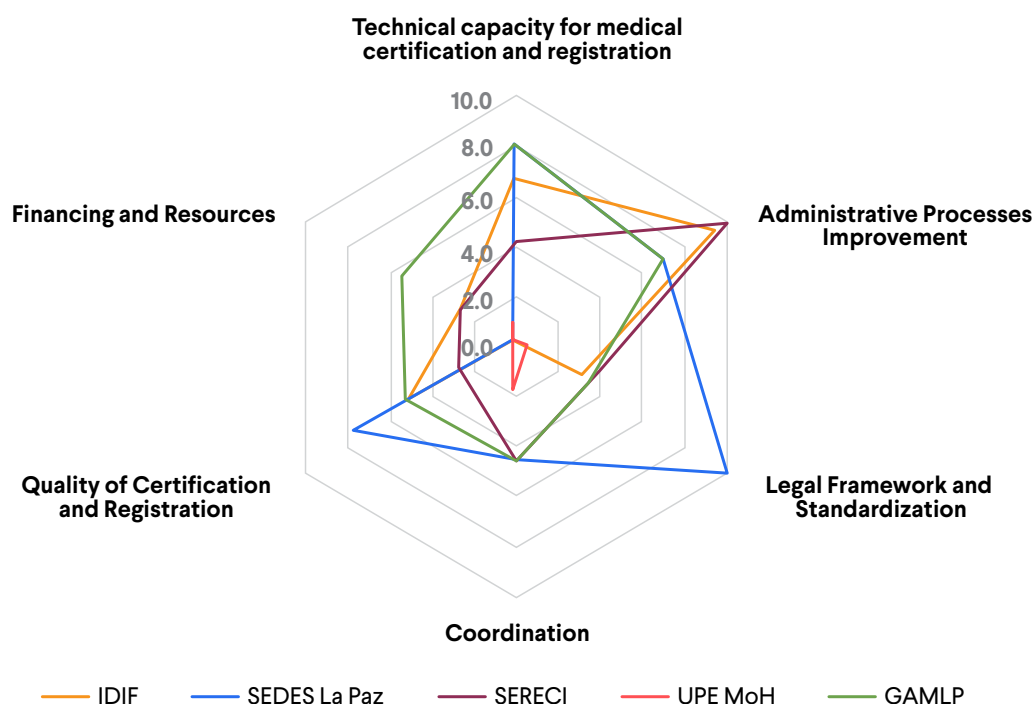 Technical capacity for medical
certification and registration
10.0
8.0
6.0
4.0
2.0
0.0
Financing and Resources
Administrative Processes
Improvement
Quality of Certification
and Registration
Legal Framework and
Standardization
Coordination
IDIF SEDES La Paz SERECI UPE MoH GAMLP